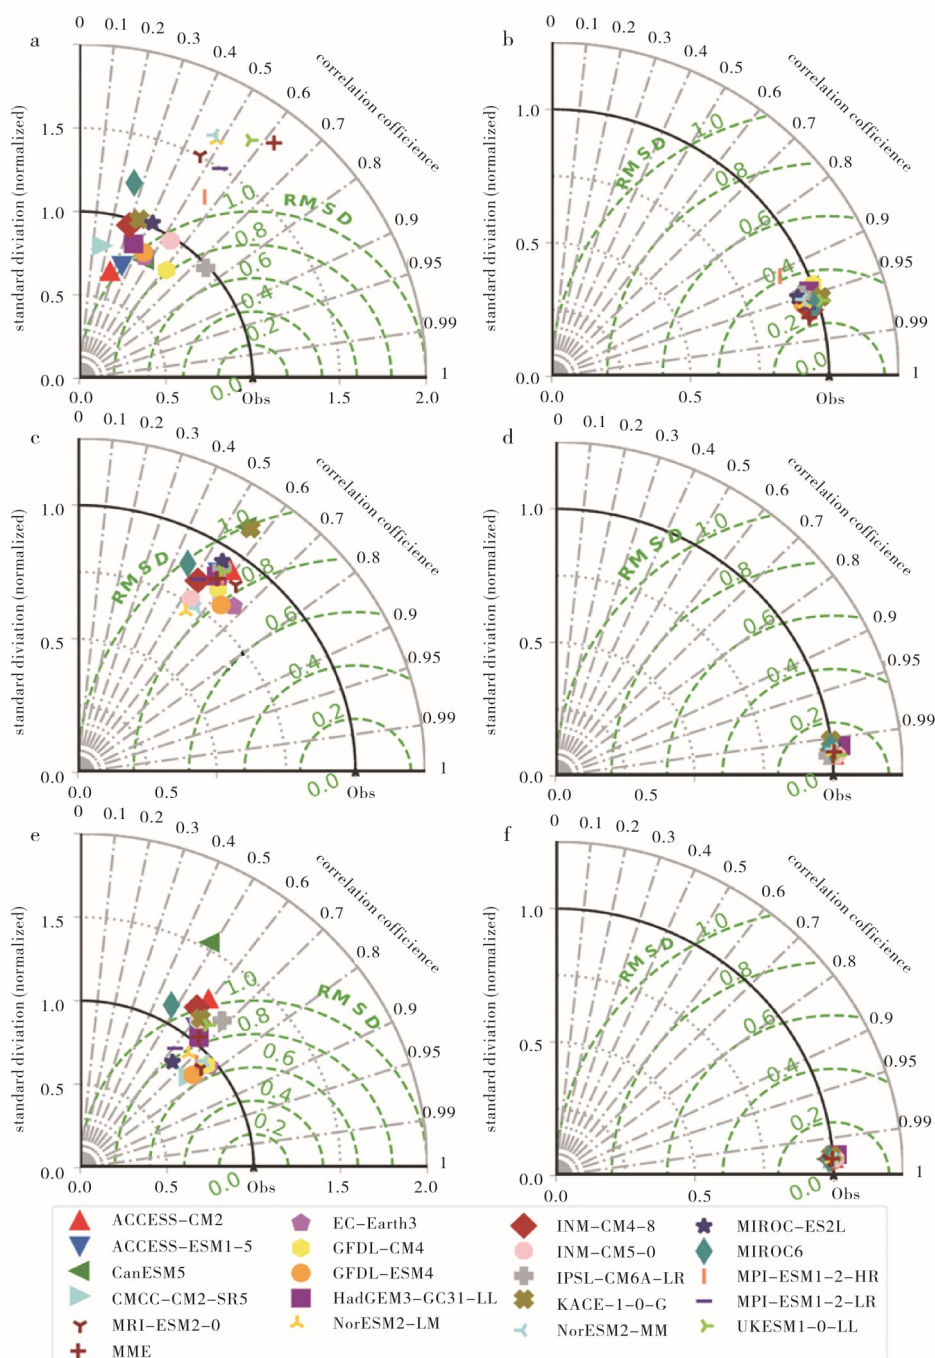 a
0 0.1 0.2 0.3 0.4 0.5 0.6 0.7 0.8 0.9 0.95 0.99 1
correlation cofficience
standard diviation (normalized)
1.5
1.0
0.5
0.0
RMSD
1.0
0.8
0.6
0.4
0.2
0.0
0.0 0.5 Obs 1.5 2.0
b
0 0.1 0.2 0.3 0.4 0.5 0.6 0.7 0.8 0.9 0.95 0.99 1
correlation cofficience
standard diviation (normalized)
1.0
0.5
0.0
RMSD
1.0
0.8
0.6
0.4
0.2
0.0
0.0 0.5 Obs
c
0 0.1 0.2 0.3 0.4 0.5 0.6 0.7 0.8 0.9 0.95 0.99 1
correlation cofficience
standard diviation (normalized)
1.0
0.5
0.0
RMSD
1.0
0.8
0.6
0.4
0.2
0.0
0.0 0.5 Obs
d
0 0.1 0.2 0.3 0.4 0.5 0.6 0.7 0.8 0.9 0.95 0.99 1
correlation cofficience
standard diviation (normalized)
1.0
0.5
0.0
RMSD
1.0
0.8
0.6
0.4
0.2
0.0
0.0 0.5 Obs
e
0 0.1 0.2 0.3 0.4 0.5 0.6 0.7 0.8 0.9 0.95 0.99 1
correlation cofficience
standard diviation (normalized)
1.5
1.0
0.5
0.0
RMSD
1.0
0.8
0.6
0.4
0.2
0.0
0.0 0.5 Obs 1.5 2.0
f
0 0.1 0.2 0.3 0.4 0.5 0.6 0.7 0.8 0.9 0.95 0.99 1
correlation cofficience
standard diviation (normalized)
1.0
0.5
0.0
RMSD
1.0
0.8
0.6
0.4
0.2
0.0
0.0 0.5 Obs
ACCESS-CM2
ACCESS-ESM1-5
CanESM5
CMCC-CM2-SR5
MRI-ESM2-0
MME
EC-Earth3
GFDL-CM4
GFDL-ESM4
HadGEM3-GC31-LL
NorESM2-LM
INM-CM4-8
INM-CM5-0
IPSL-CM6A-LR
KACE-1-0-G
NorESM2-MM
MIROC-ES2L
MIROC6
MPI-ESM1-2-HR
MPI-ESM1-2-LR
UKESM1-0-LL